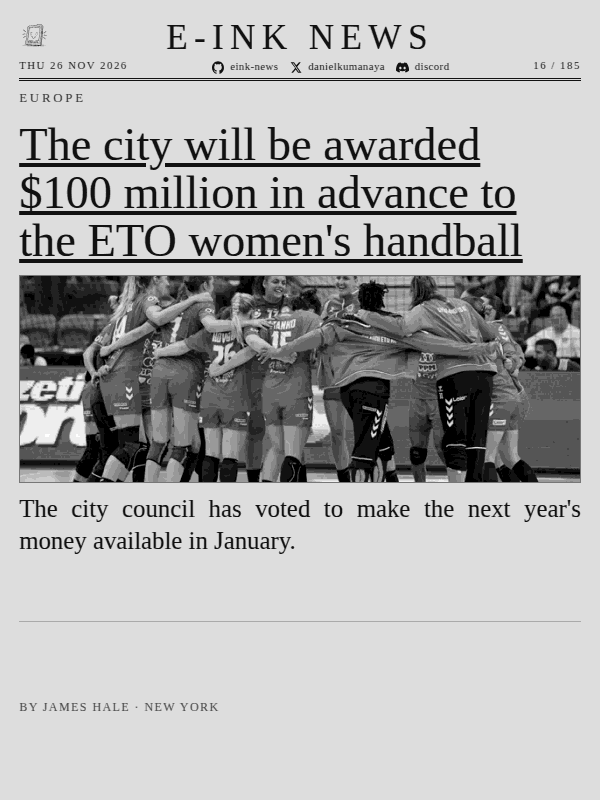 E-INK NEWS
THU 26 NOV 2026
eink-news danielkumanaya discord
16 / 185
EUROPE
The city will be awarded
$100 million in advance to
the ETO women's handball
zeti
The city council has voted to make the next year's
money available in January.
BY JAMES HALE · NEW YORK